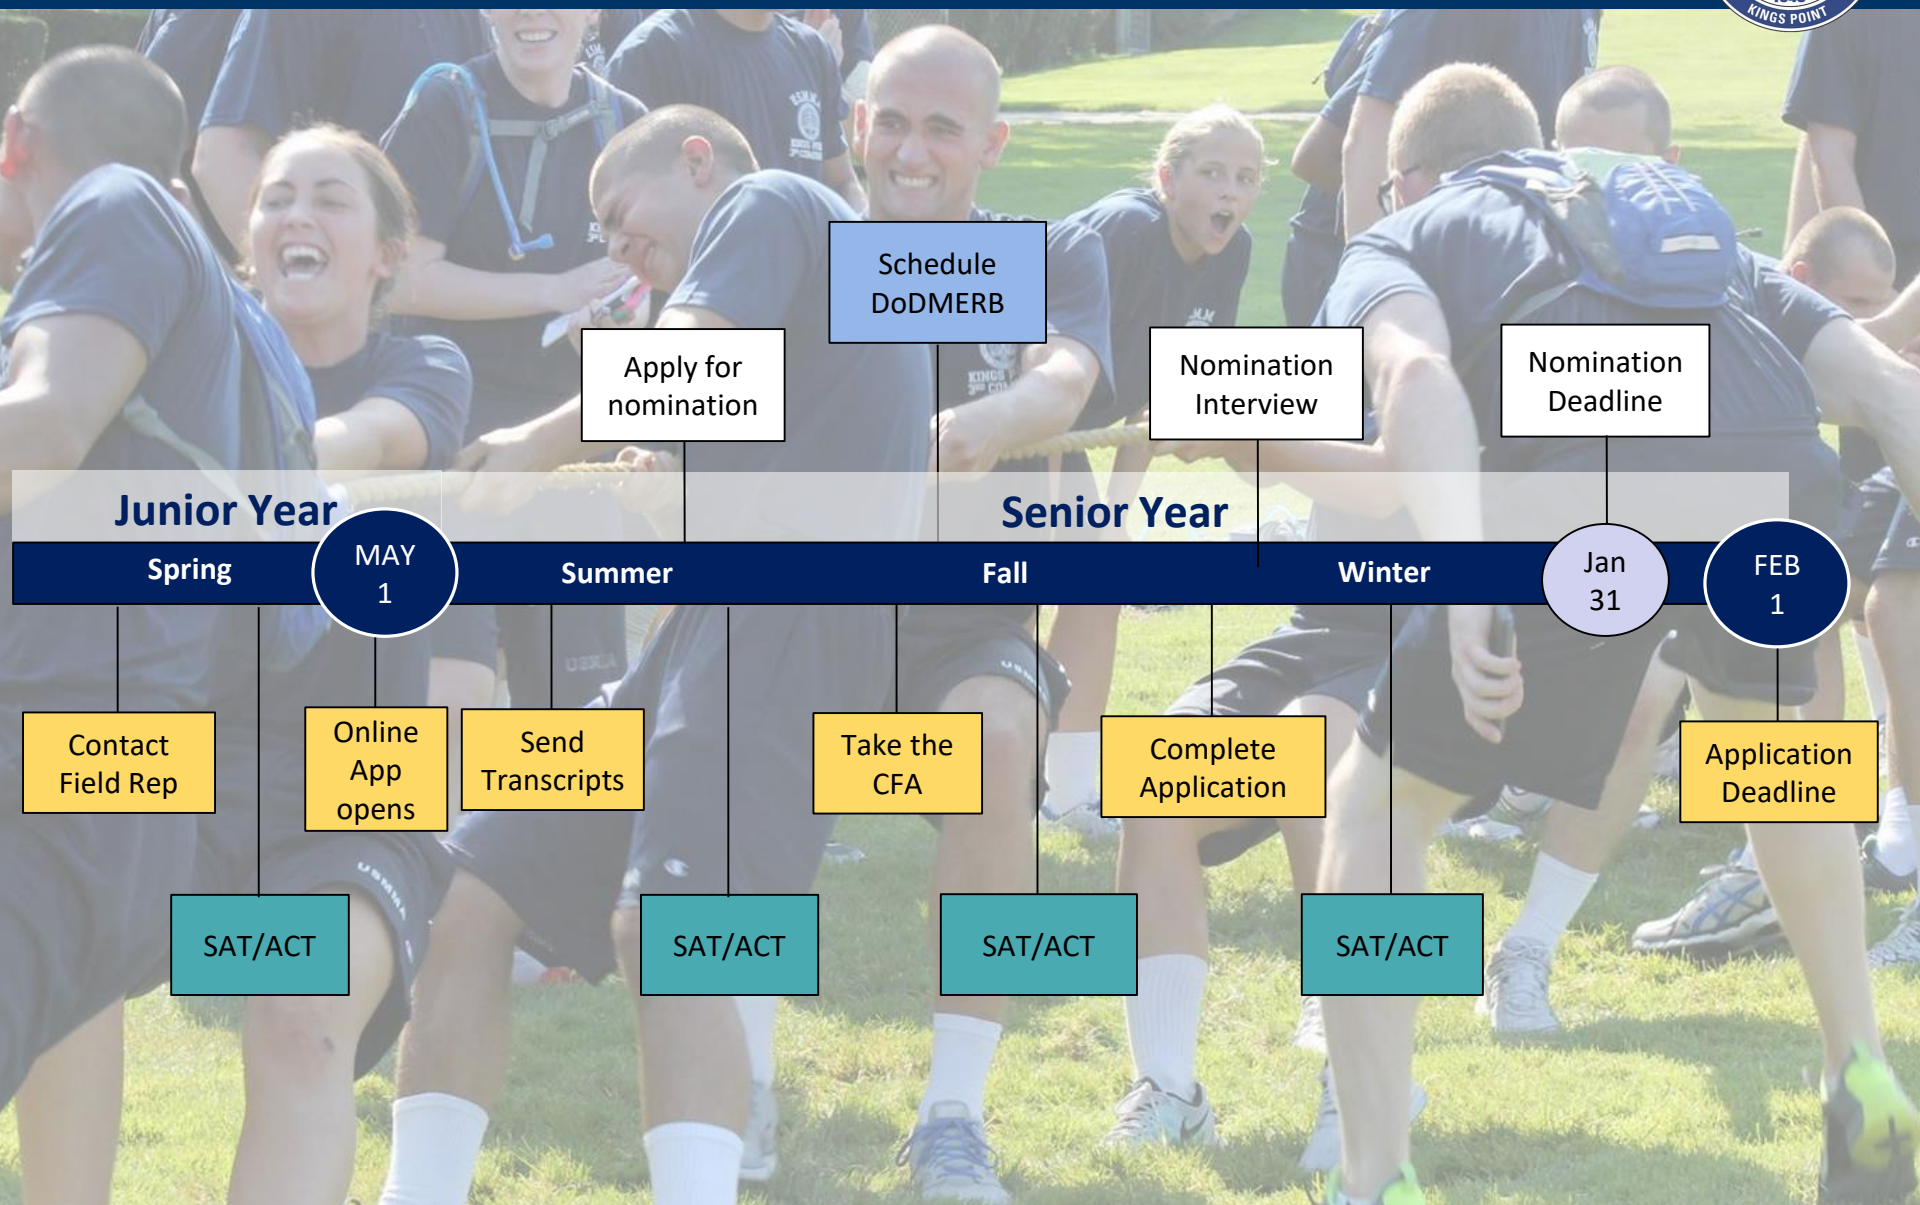 KINGS POINT
Schedule
DoDMERB
Apply for
nomination
Nomination
Interview
Nomination
Deadline
Junior Year
Senior Year
Spring
MAY
1
Summer
Fall
Winter
Jan
31
FEB
1
Contact
Field Rep
Online
App
opens
Send
Transcripts
Take the
CFA
Complete
Application
Application
Deadline
SAT/ACT
SAT/ACT
SAT/ACT
SAT/ACT
USMMA